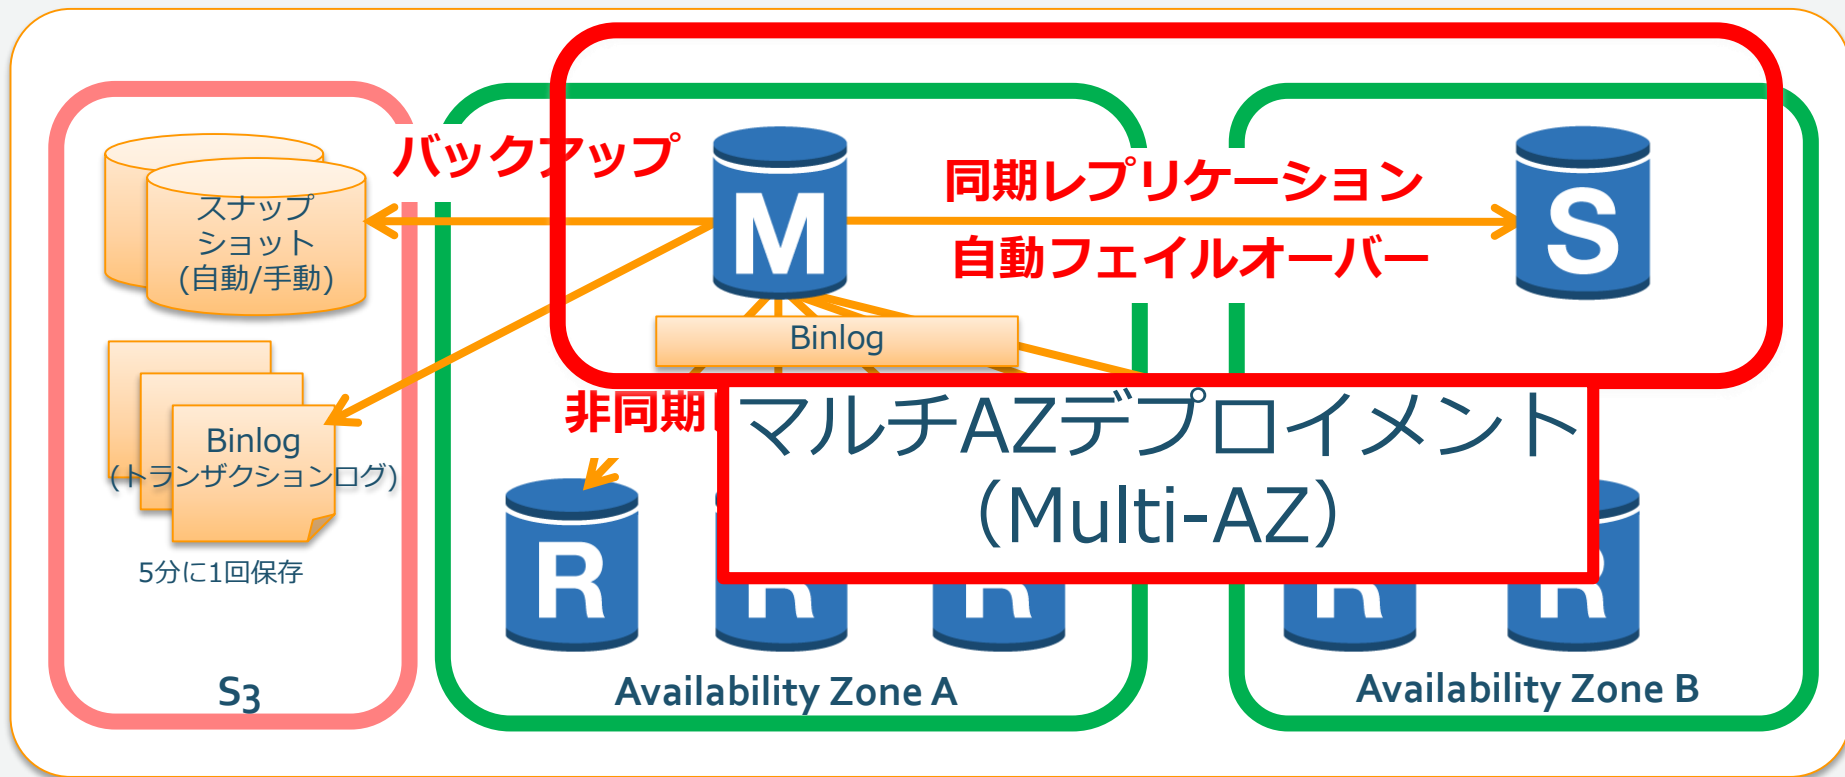 バックアップ
スナップ
ショット
(自動/手動)
M
同期レプリケーション
自動フェイルオーバー
S
Binlog
Binlog
(トランザクションログ)
5分に1回保存
非同期
マルチAZデプロイメント
（Multi-AZ）
R
R
R
R
R
S3
Availability Zone A
Availability Zone B